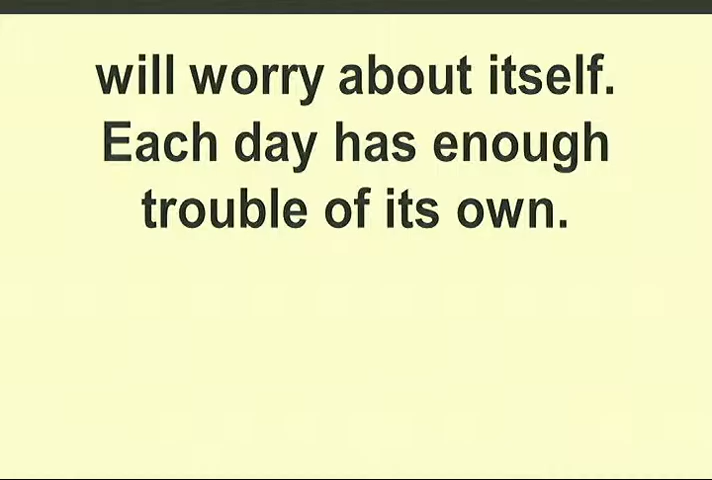 will worry about itself.
Each day has enough
trouble of its own.